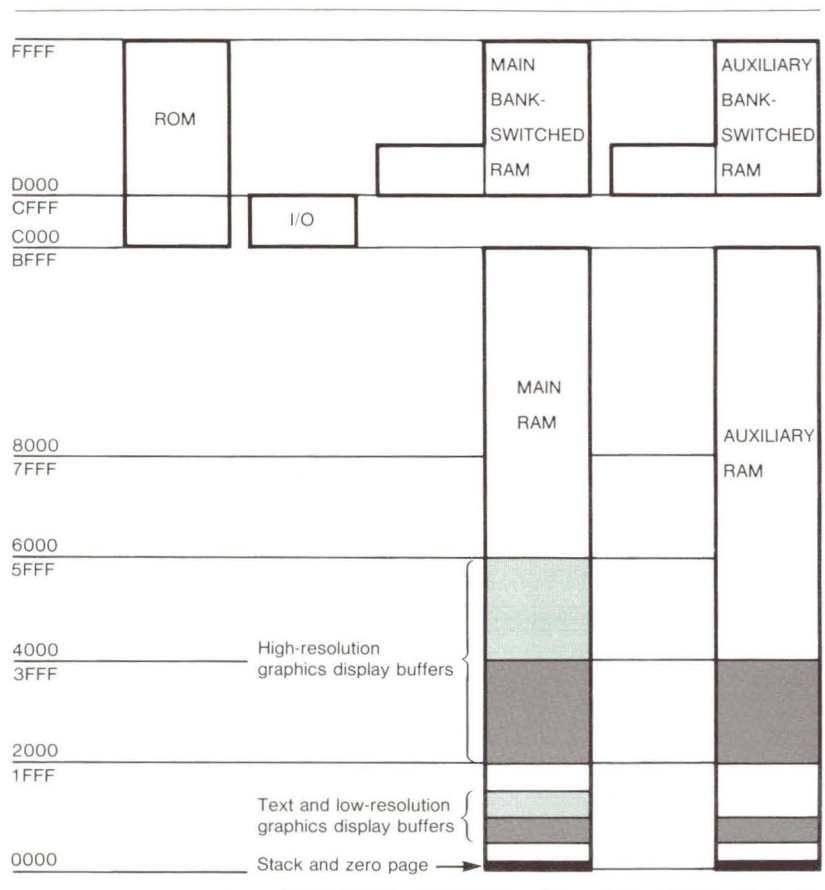 FFFF
ROM
MAIN
BANK-
SWITCHED
RAM
AUXILIARY
BANK-
SWITCHED
RAM
D000
CFFF
I/O
C000
BFFF
MAIN
RAM
AUXILIARY
RAM
8000
7FFF
6000
5FFF
High-resolution
graphics display buffers
4000
3FFF
2000
1FFF
Text and low-resolution
graphics display buffers
0000
Stack and zero page